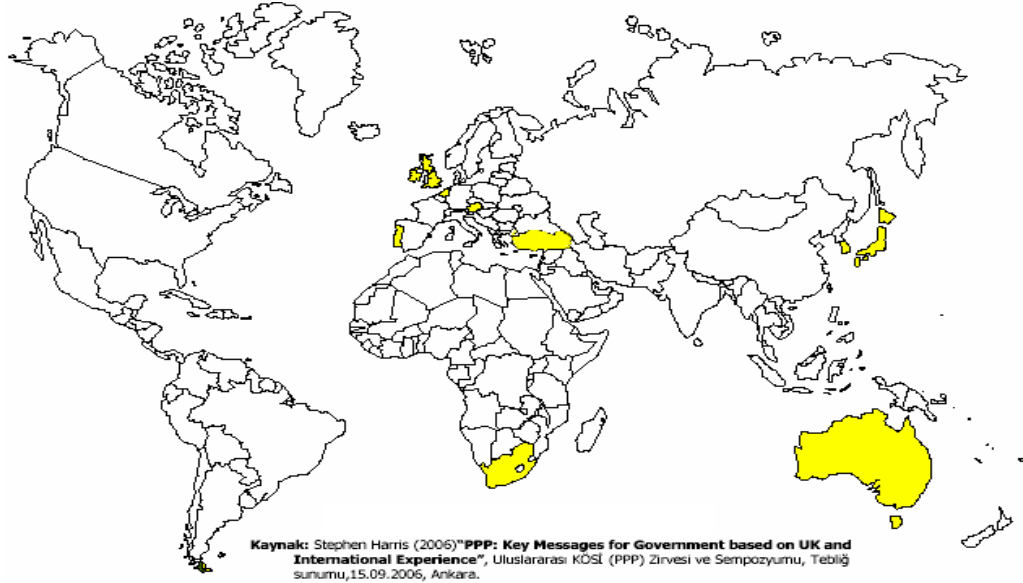 Kaynak: Stephen Harris (2006)"PPP: Key Messages for Government based on UK and
International Experience", Uluslararası KÖSİ (PPP) Zirvesi ve Sempozyumu, Tebliğ
sunumu,15.09.2006, Ankara.